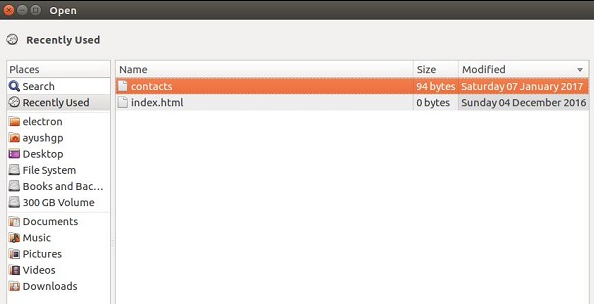 Open
Recently Used
Places
Search
Recently Used
electron
ayushgp
Desktop
File System
Books and Bac...
300 GB Volume
Documents
Music
Pictures
Videos
Downloads
Name Size Modified
contacts 94 bytes Saturday 07 January 2017
index.html 0 bytes Sunday 04 December 2016